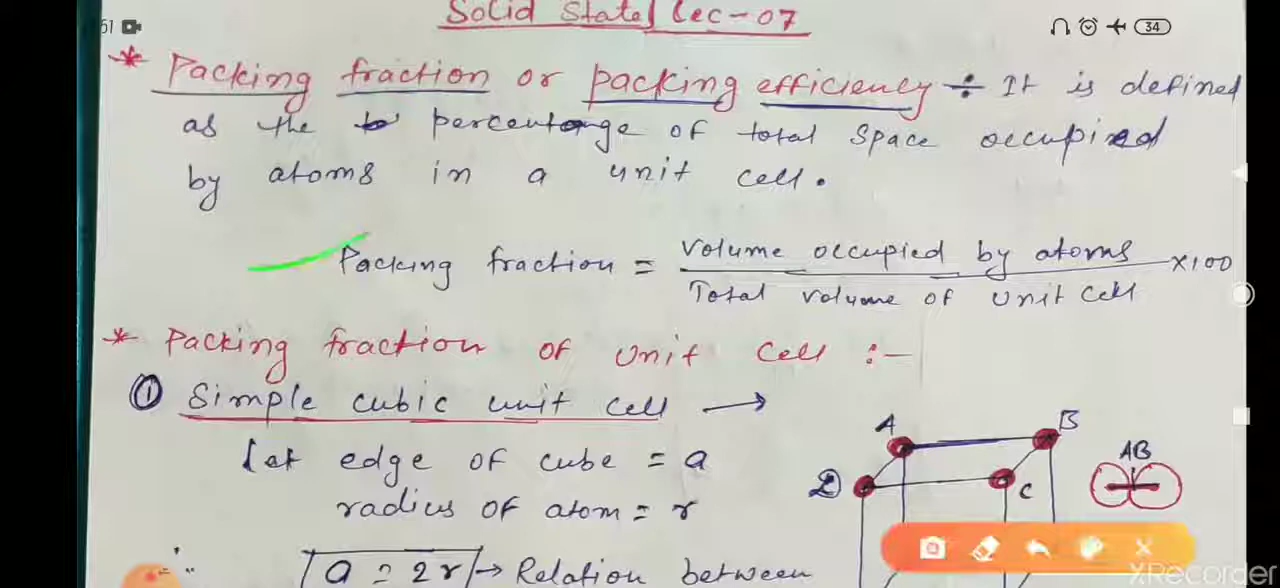 Solid State| Lec-07
51
34
* Packing fraction or packing efficiency ÷ It is defined
as the percentage of total space occupied
by atoms in a unit cell.
Packing fraction = Volume occupied by atoms ×100
Total volume of unit cell
* Packing fraction of unit cell :-
① Simple cubic unit cell →
A
B
AB
Let edge of cube = a
D
C
radius of atom = r
∴ a = 2r → Relation between
XRecorder